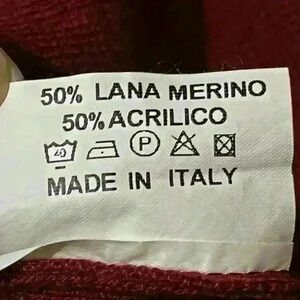 50% LANA MERINO
50% ACRILICO
P
MADE IN ITALY